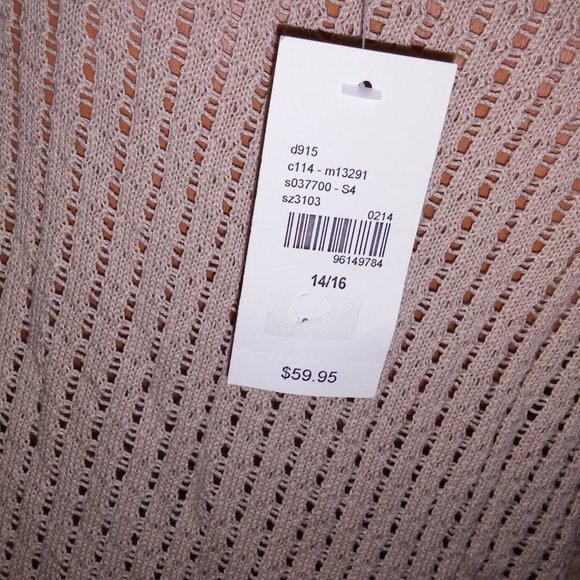 d915
c114 - m13291
s037700 - S4
sz3103
0214
96149784
14/16
$59.95